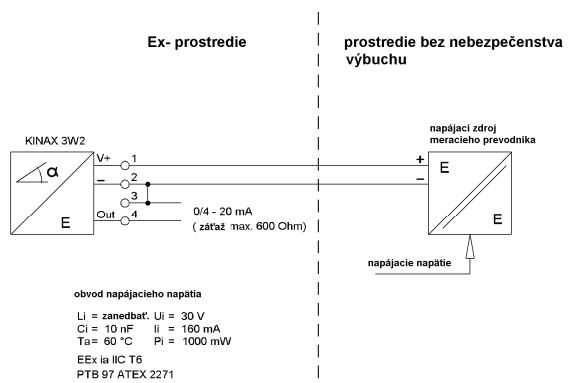 Ex- prostredie
prostredie bez nebezpečenstva
výbuchu
KINAX 3W2
napájací zdroj
meracieho prevodníka
V+ 1
+
E
α
– 2
–
3
E
Out 4
0/4 - 20 mA
( záťaž max. 600 Ohm)
E
napájacie napätie
obvod napájacieho napätia
Li = zanedbať. Ui = 30 V
Ci = 10 nF Ii = 160 mA
Ta= 60 °C Pi = 1000 mW
EEx ia IIC T6
PTB 97 ATEX 2271